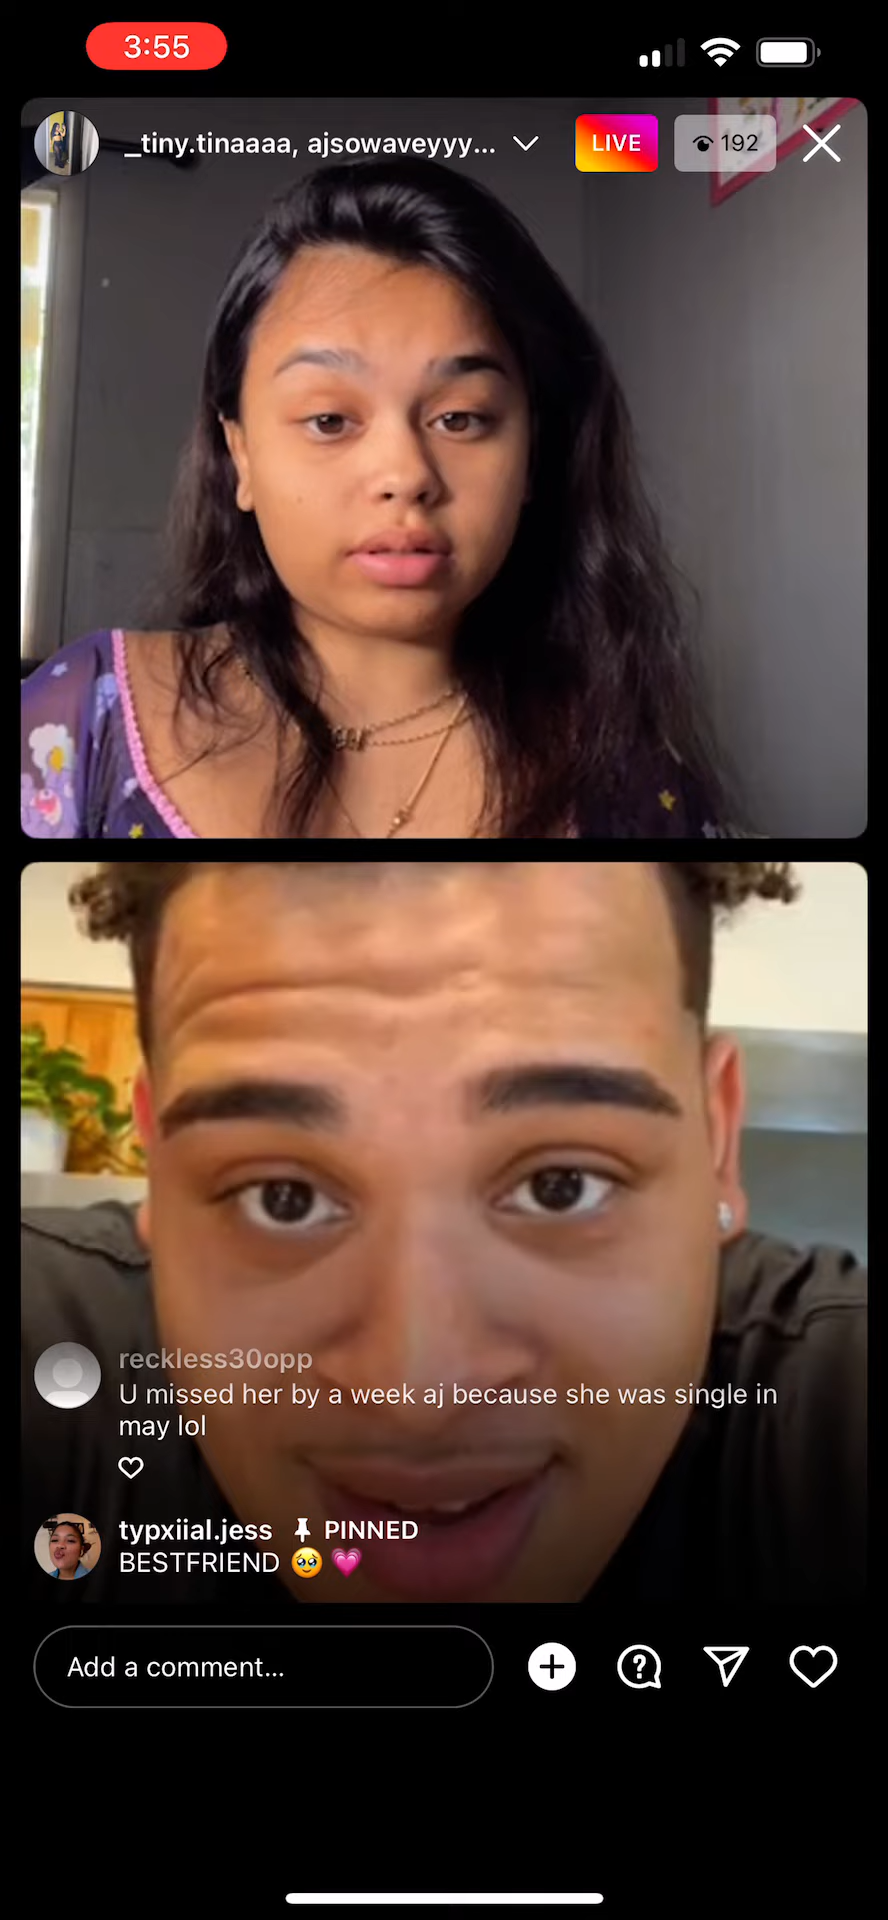 3:55
_tiny.tinaaaa, ajsowaveyyy...
LIVE
192
reckless30opp
U missed her by a week aj because she was single in
may lol
typxiial.jess PINNED
BESTFRIEND 🥹 💗
Add a comment...